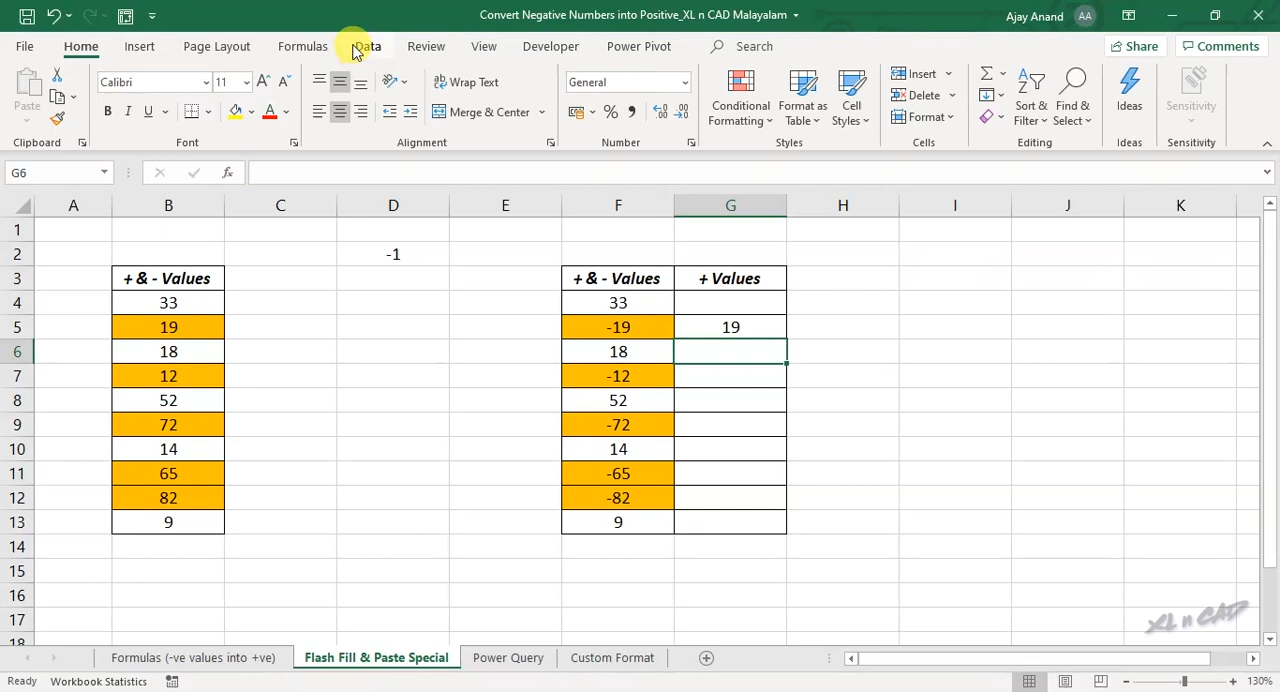 Convert Negative Numbers into Positive_XL n CAD Malayalam
Ajay Anand AA
File Home Insert Page Layout Formulas Data Review View Developer Power Pivot Search Share Comments
Paste
Calibri 11
B I U A
Wrap Text
Merge & Center
General
%
Conditional Formatting
Format as Table
Cell Styles
Insert
Delete
Format
Sort & Filter
Find & Select
Ideas
Sensitivity
Clipboard Font Alignment Number Styles Cells Editing Ideas Sensitivity
G6 fx
A B C D E F G H I J K
1
2 -1
3 + & - Values + & - Values + Values
4 33 33
5 19 -19 19
6 18 18
7 12 -12
8 52 52
9 72 -72
10 14 14
11 65 -65
12 82 -82
13 9 9
14
15
16
17
18
XL n CAD
Formulas (-ve values into +ve) Flash Fill & Paste Special Power Query Custom Format
Ready Workbook Statistics 130%